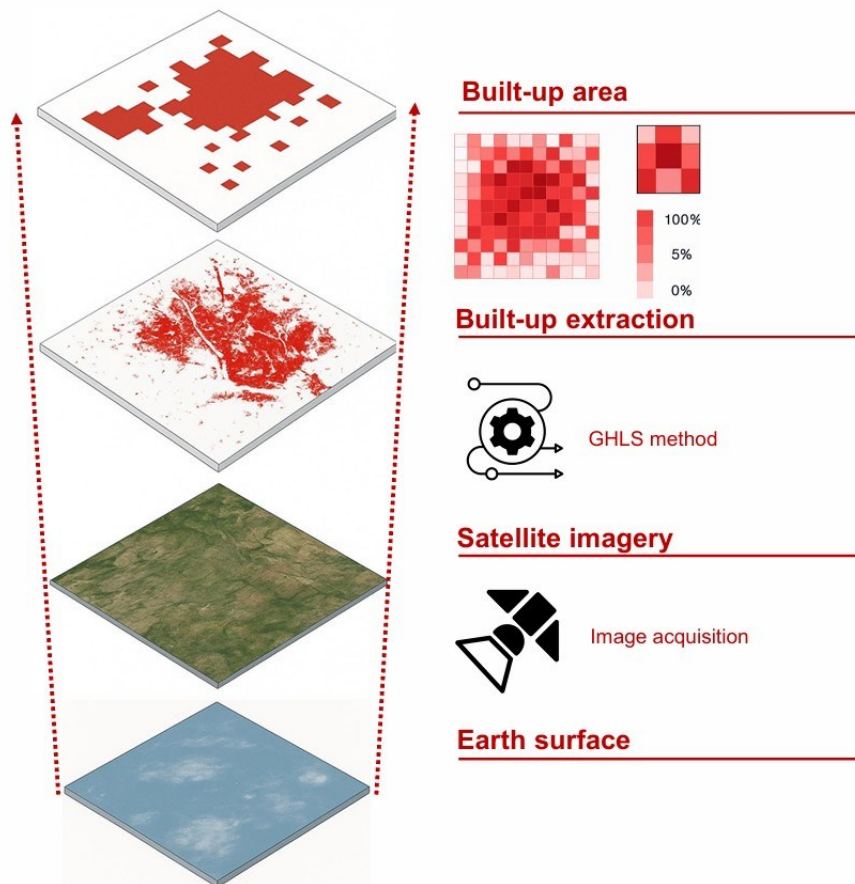 Built-up area
100%
5%
0%
Built-up extraction
GHLS method
Satellite imagery
Image acquisition
Earth surface